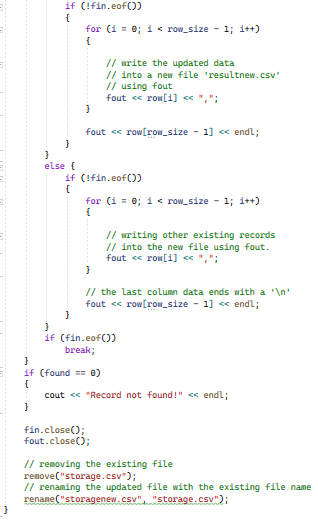 if (!fin.eof())
{
for (i = 0; i < row_size - 1; i++)
{
// write the updated data
// into a new file 'resultnew.csv'
// using fout
fout << row[i] << ",";
}
fout << row[row_size - 1] << endl;
}
}
else {
if (!fin.eof())
{
for (i = 0; i < row_size - 1; i++)
{
// writing other existing records
// into the new file using fout.
fout << row[i] << ",";
}
// the last column data ends with a '\n'
fout << row[row_size - 1] << endl;
}
}
if (fin.eof())
break;
}
if (found == 0)
{
cout << "Record not found!" << endl;
}
fin.close();
fout.close();
// removing the existing file
remove("storage.csv");
// renaming the updated file with the existing file name
rename("storagenew.csv", "storage.csv");
}